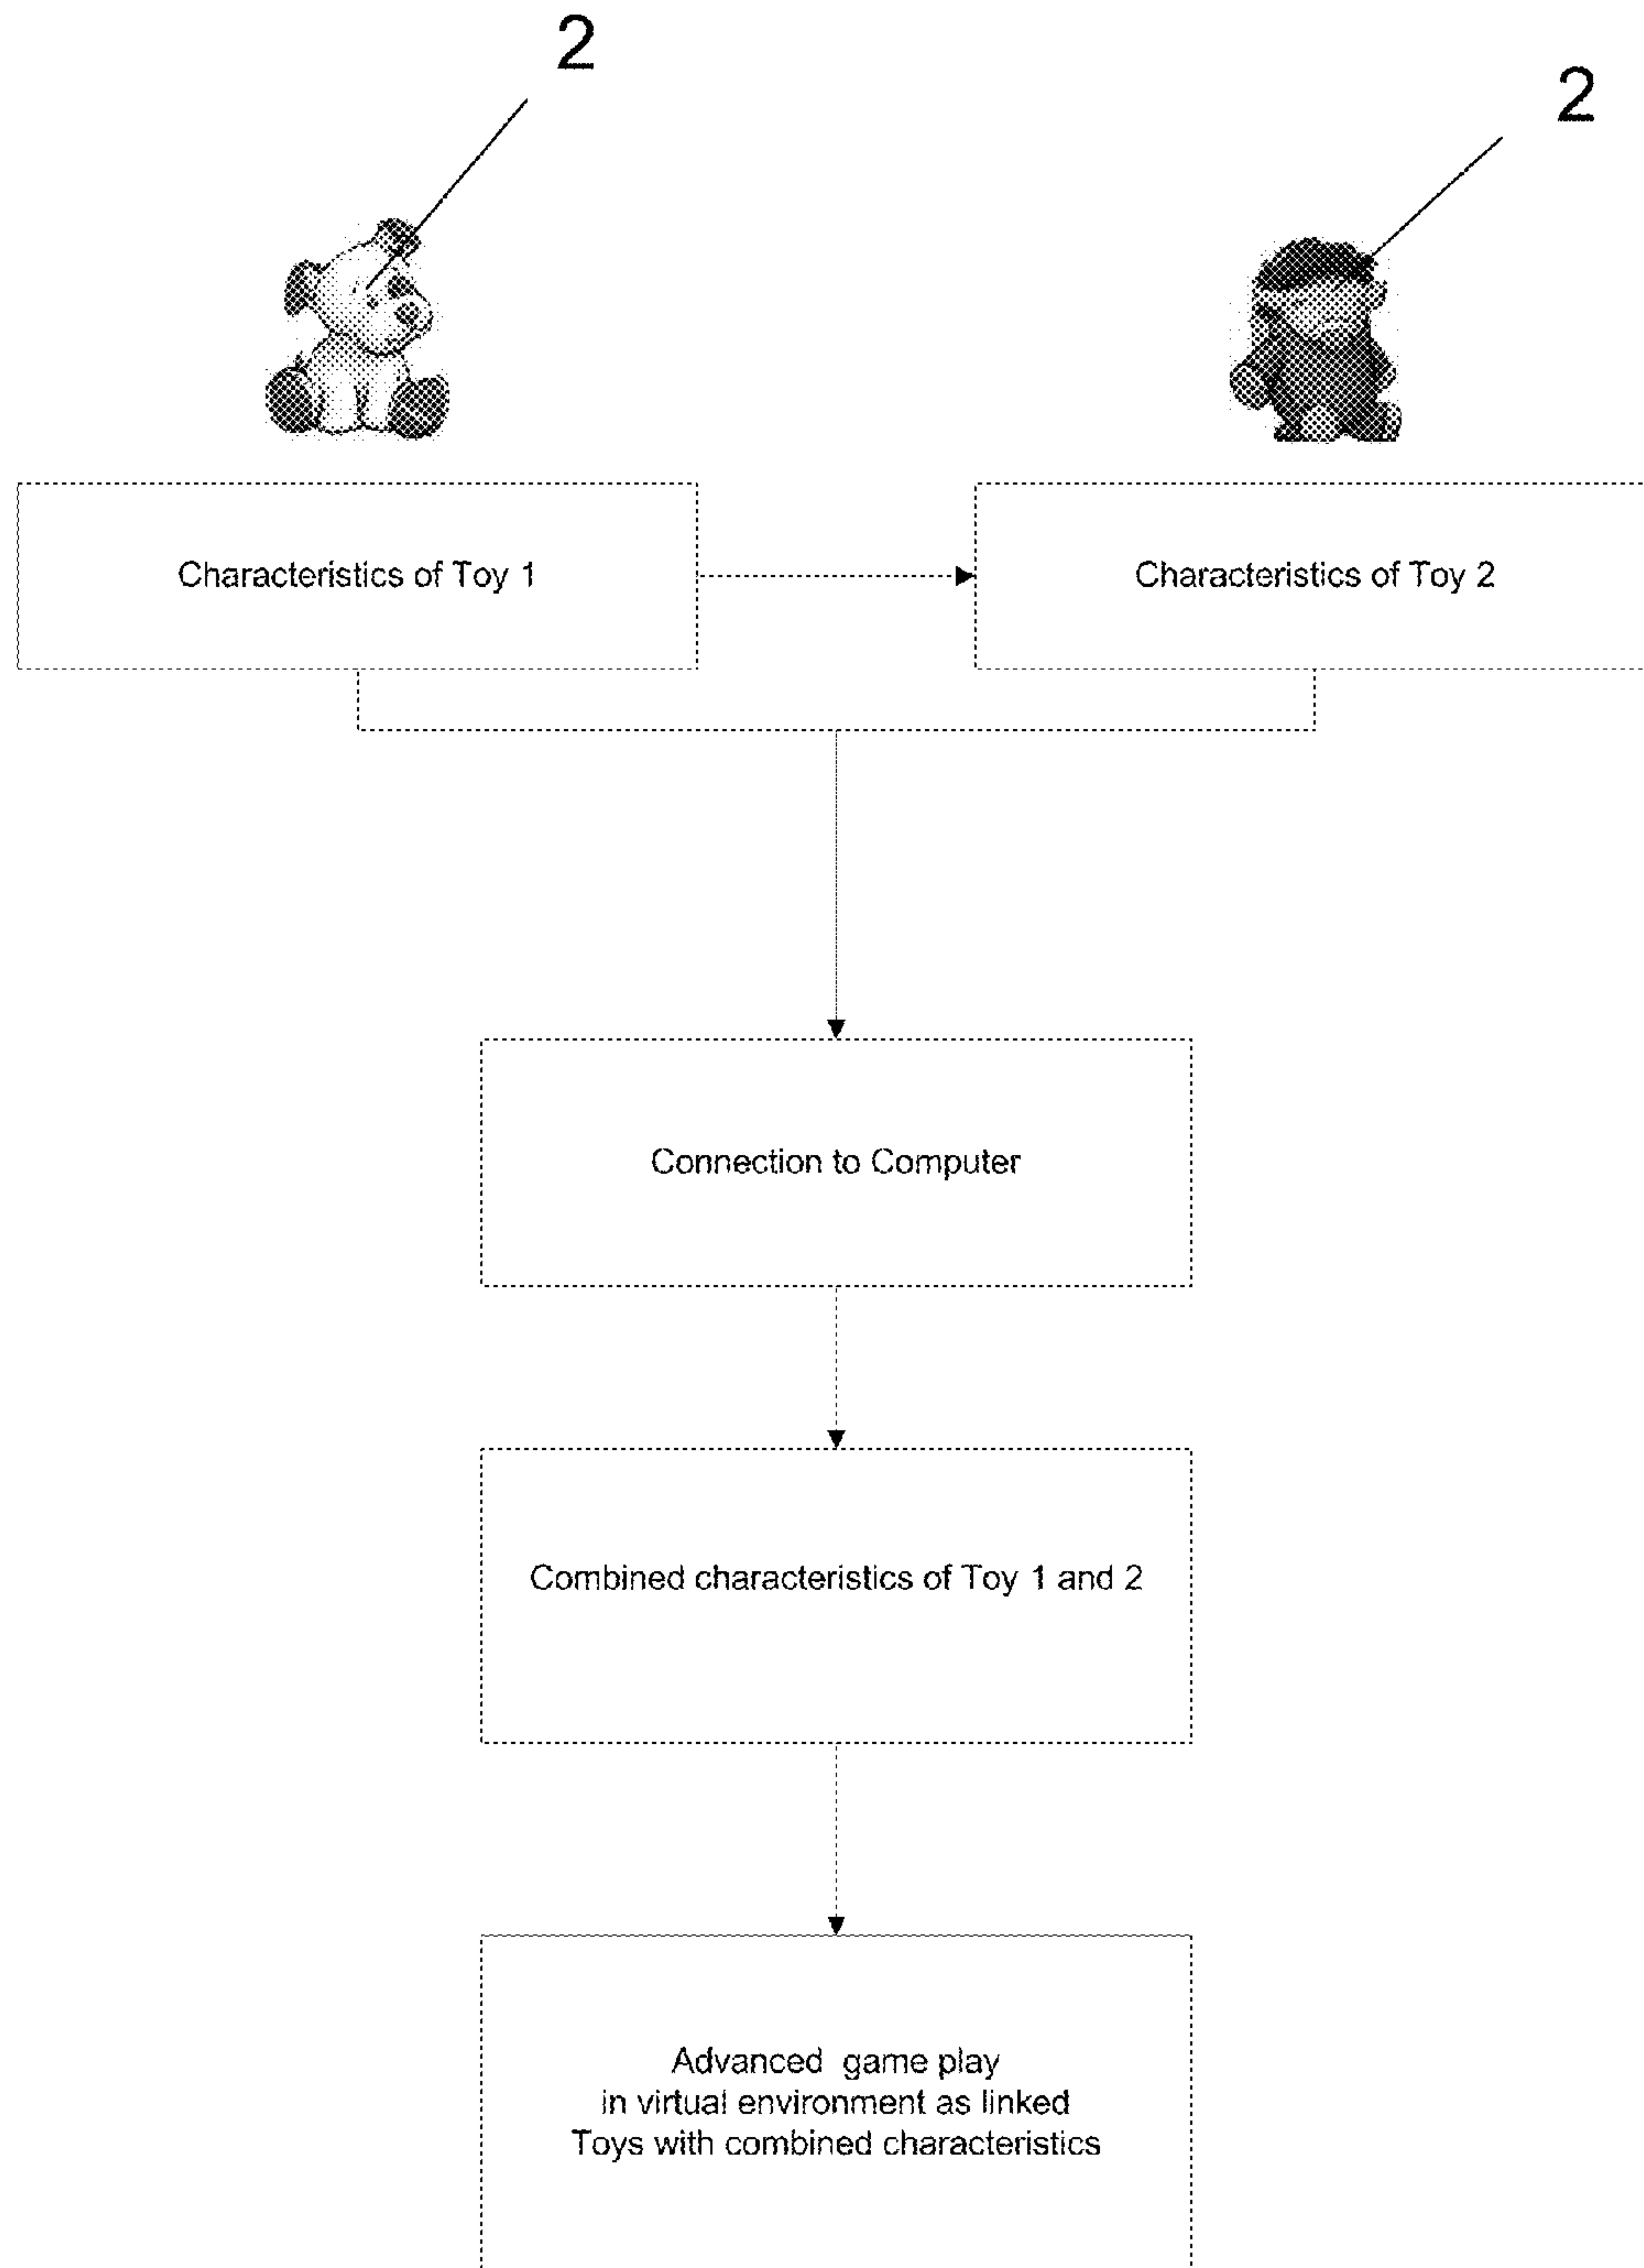 2
2
Characteristics of Toy 1
Characteristics of Toy 2
Connection to Computer
Combined characteristics of Toy 1 and 2
Advanced game play
in virtual environment as linked
Toys with combined characteristics